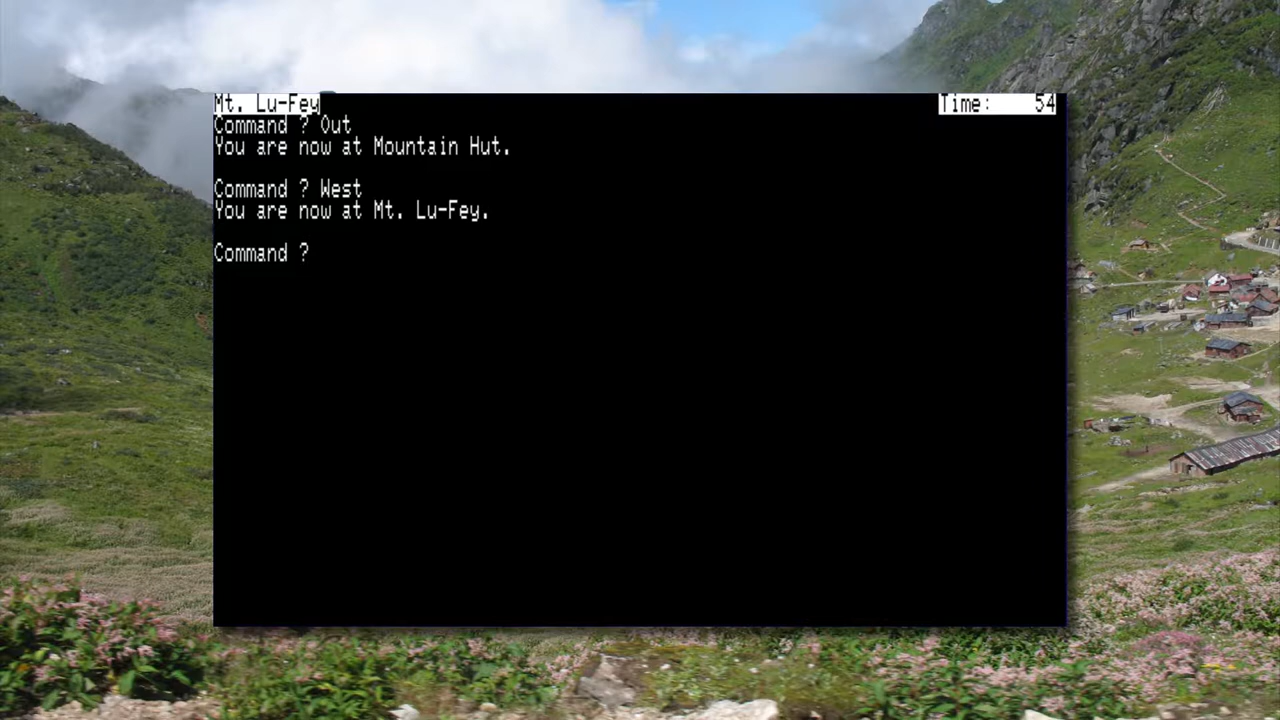 Mt. Lu-Fey Time: 54
Command ? Out
You are now at Mountain Hut.
Command ? West
You are now at Mt. Lu-Fey.
Command ?